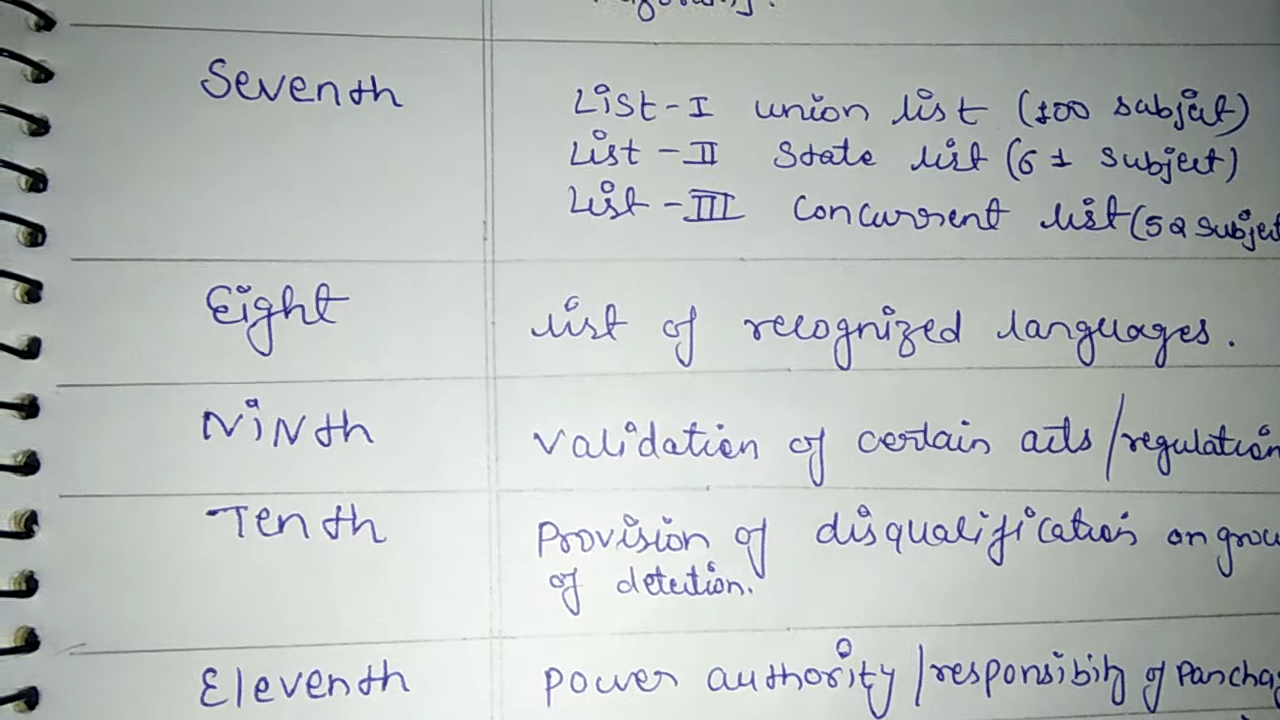 Seventh
List-I union list (100 subject)
List-II State list (61 subject)
List-III Concurrent list (52 subject
Eight
list of recognized languages.
Ninth
validation of certain acts/regulation
Tenth
Provision of disqualification on grou
of detection.
Eleventh
power authority/responsibility of Pancha